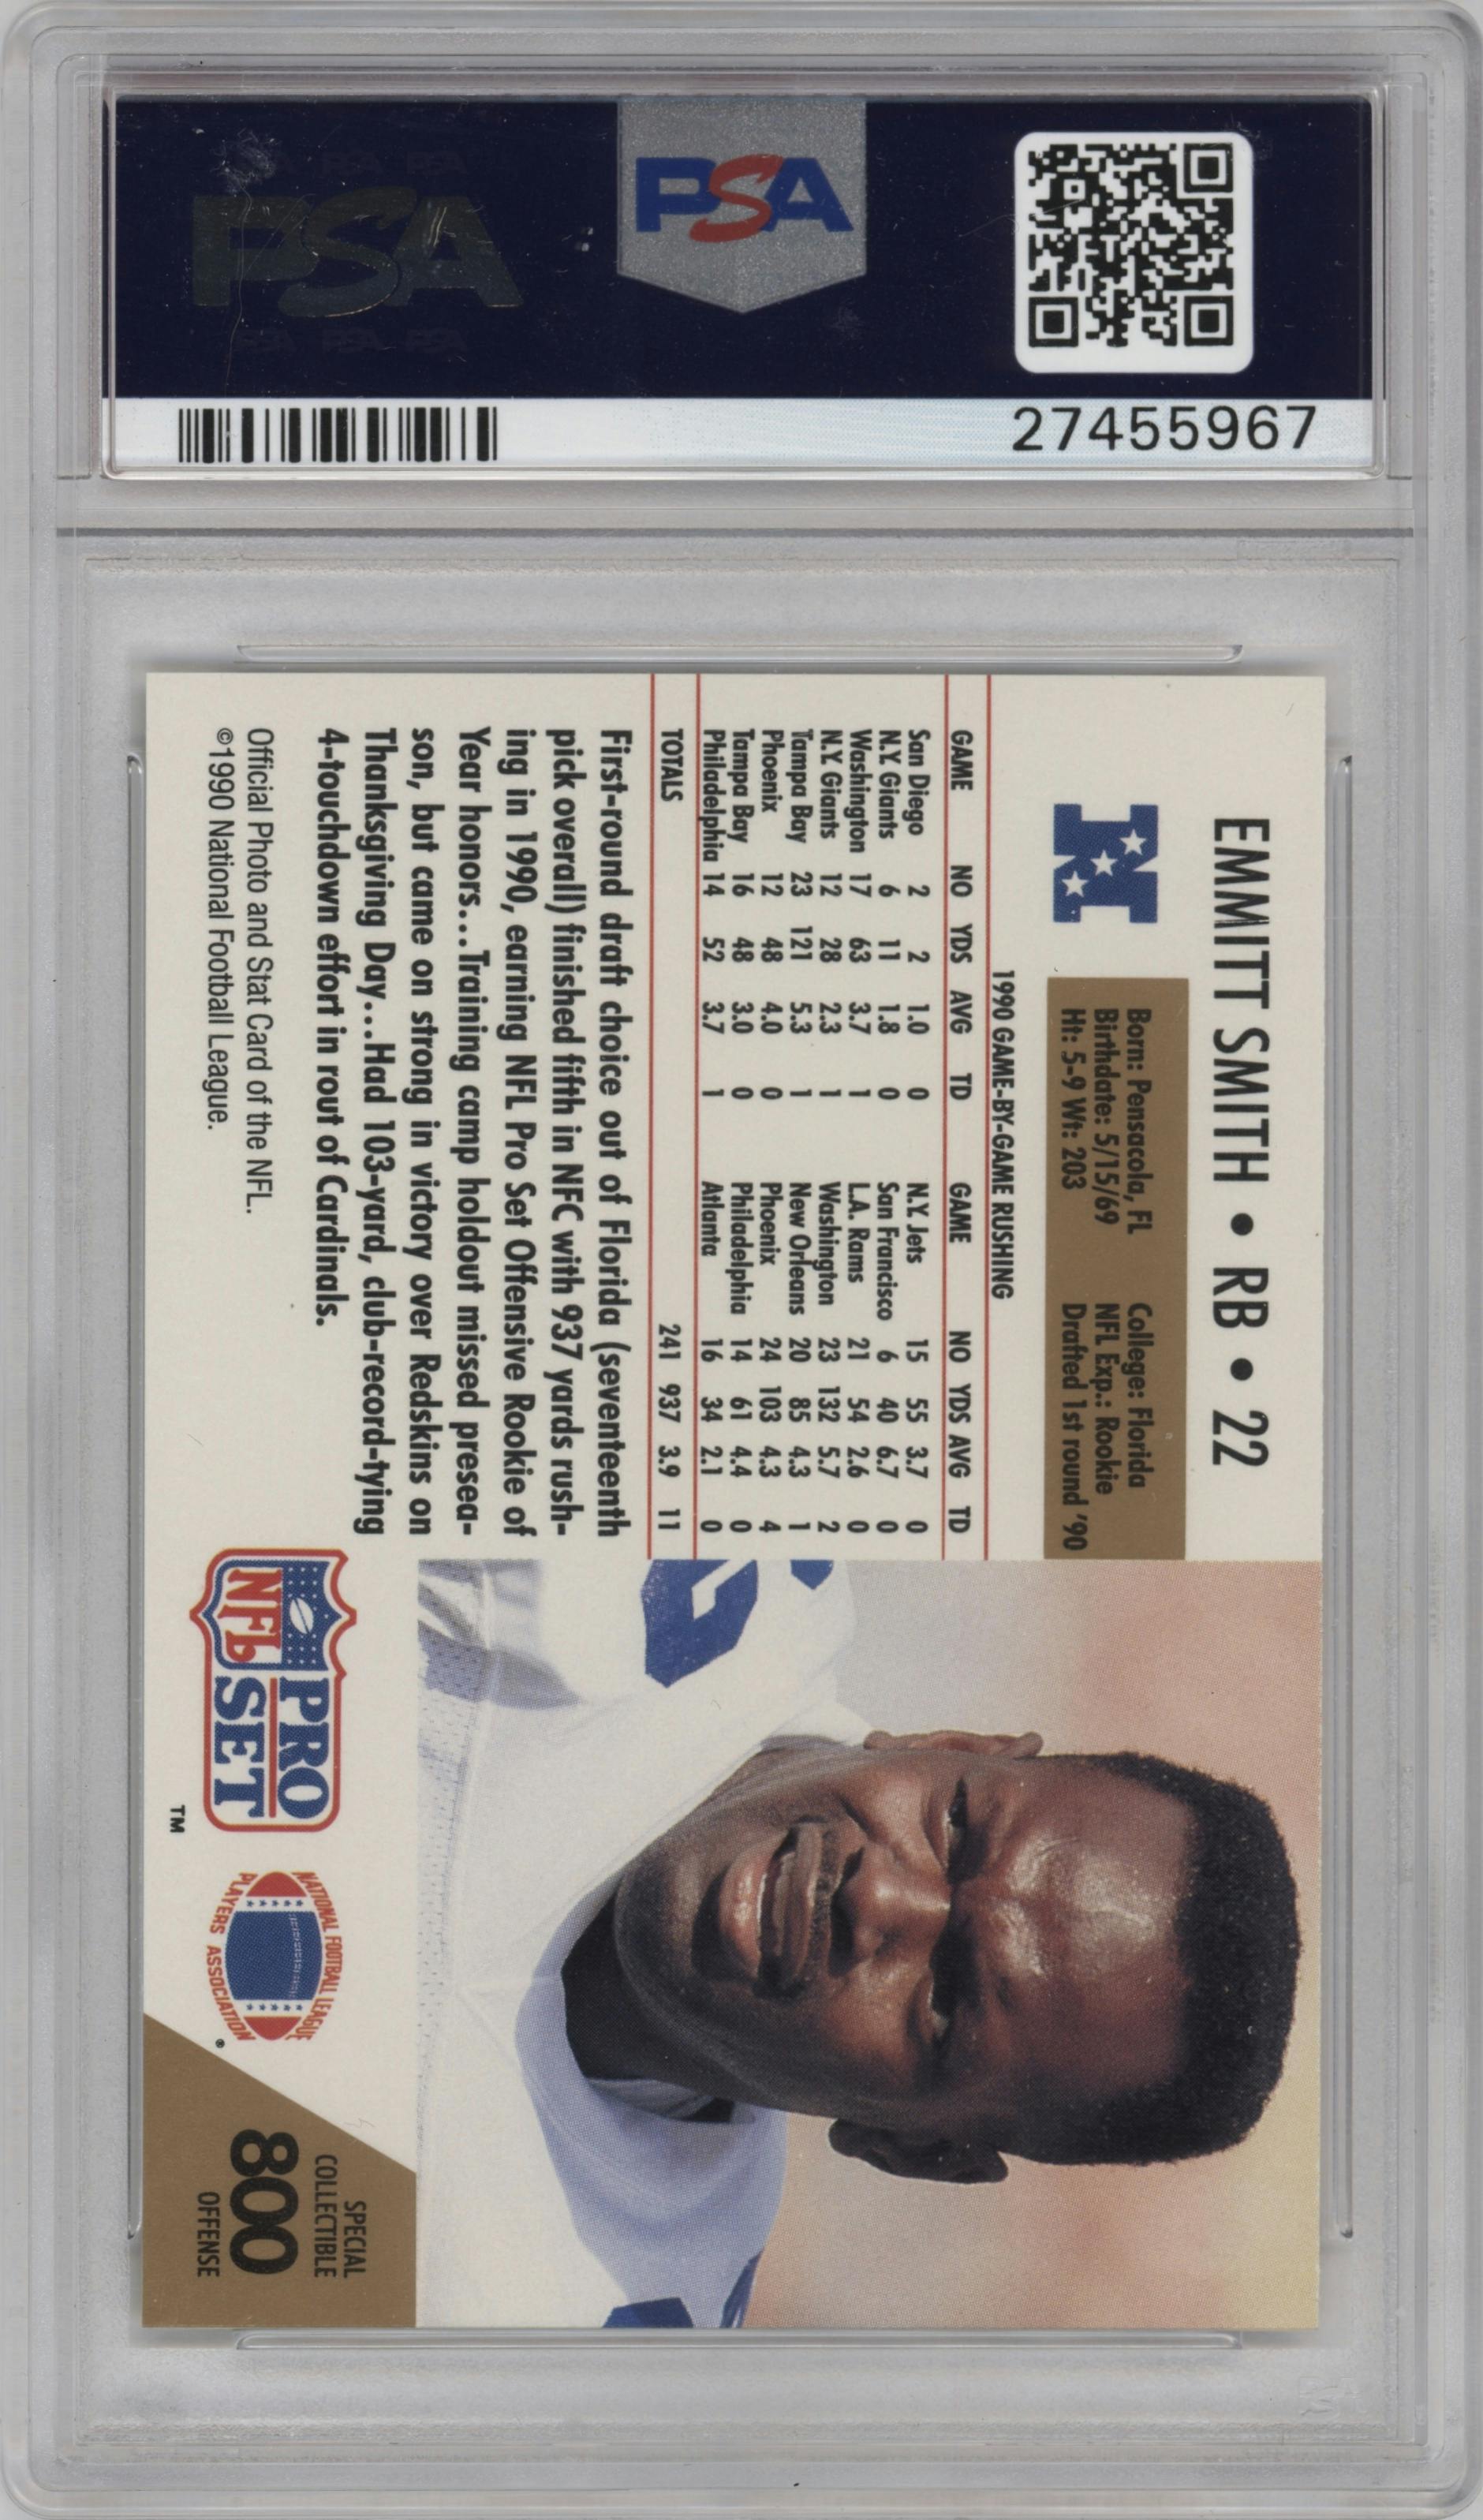 PSA
PSA
27455967
EMMITT SMITH • RB • 22
N
Born: Pensacola, FL College: Florida
Birthdate: 5/15/69 NFL Exp.: Rookie
Ht: 5-9 Wt: 203 Drafted 1st round '90
1990 GAME-BY-GAME RUSHING
GAME NO YDS AVG TD GAME NO YDS AVG TD
San Diego 2 2 1.0 0 N.Y. Jets 15 55 3.7 0
N.Y. Giants 6 11 1.8 0 San Francisco 6 40 6.7 0
Washington 17 63 3.7 1 L.A. Rams 21 54 2.6 0
N.Y. Giants 12 28 2.3 1 Washington 23 132 5.7 2
Tampa Bay 23 121 5.3 1 New Orleans 20 85 4.3 1
Phoenix 12 48 4.0 0 Phoenix 24 103 4.3 4
Tampa Bay 16 48 3.0 0 Philadelphia 14 61 4.4 0
Philadelphia 14 52 3.7 1 Atlanta 16 34 2.1 0
TOTALS 241 937 3.9 11
First-round draft choice out of Florida (seventeenth
pick overall) finished fifth in NFC with 937 yards rush-
ing in 1990, earning NFL Pro Set Offensive Rookie of
Year honors...Training camp holdout missed presea-
son, but came on strong in victory over Redskins on
Thanksgiving Day...Had 103-yard, club-record-tying
4-touchdown effort in rout of Cardinals.
Official Photo and Stat Card of the NFL.
©1990 National Football League.
NFL PRO
SET
TM
NATIONAL FOOTBALL LEAGUE
PLAYERS ASSOCIATION
®
SPECIAL
COLLECTIBLE
800
OFFENSE